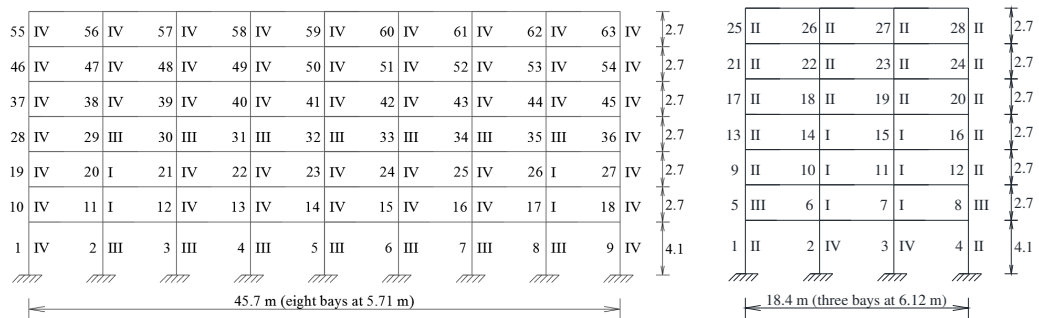 55 IV 56 IV 57 IV 58 IV 59 IV 60 IV 61 IV 62 IV 63 IV 2.7
46 IV 47 IV 48 IV 49 IV 50 IV 51 IV 52 IV 53 IV 54 IV 2.7
37 IV 38 IV 39 IV 40 IV 41 IV 42 IV 43 IV 44 IV 45 IV 2.7
28 IV 29 III 30 III 31 III 32 III 33 III 34 III 35 III 36 IV 2.7
19 IV 20 I 21 IV 22 IV 23 IV 24 IV 25 IV 26 I 27 IV 2.7
10 IV 11 I 12 IV 13 IV 14 IV 15 IV 16 IV 17 I 18 IV 2.7
1 IV 2 III 3 III 4 III 5 III 6 III 7 III 8 III 9 IV 4.1
45.7 m (eight bays at 5.71 m)
25 II 26 II 27 II 28 II 2.7
21 II 22 II 23 II 24 II 2.7
17 II 18 II 19 II 20 II 2.7
13 II 14 I 15 I 16 II 2.7
9 II 10 I 11 I 12 II 2.7
5 III 6 I 7 I 8 III 2.7
1 II 2 IV 3 IV 4 II 4.1
18.4 m (three bays at 6.12 m)